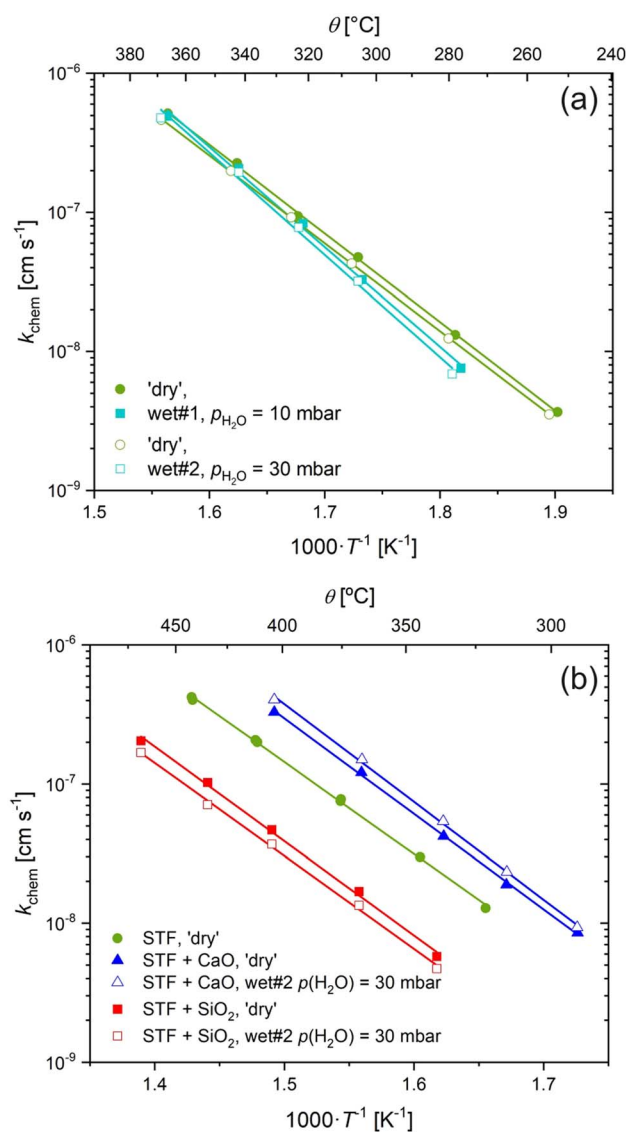 θ [°C]
380 360 340 320 300 280 260 240
(a)
10⁻⁶
10⁻⁷
10⁻⁸
10⁻⁹
k_chem [cm s⁻¹]
'dry',
wet#1, p_H₂O = 10 mbar
'dry',
wet#2, p_H₂O = 30 mbar
1.5 1.6 1.7 1.8 1.9
1000·T⁻¹ [K⁻¹]
θ [ºC]
450 400 350 300
(b)
10⁻⁶
10⁻⁷
10⁻⁸
10⁻⁹
k_chem [cm s⁻¹]
STF, 'dry'
STF + CaO, 'dry'
STF + CaO, wet#2 p(H₂O) = 30 mbar
STF + SiO₂, 'dry'
STF + SiO₂, wet#2 p(H₂O) = 30 mbar
1.4 1.5 1.6 1.7
1000·T⁻¹ [K⁻¹]